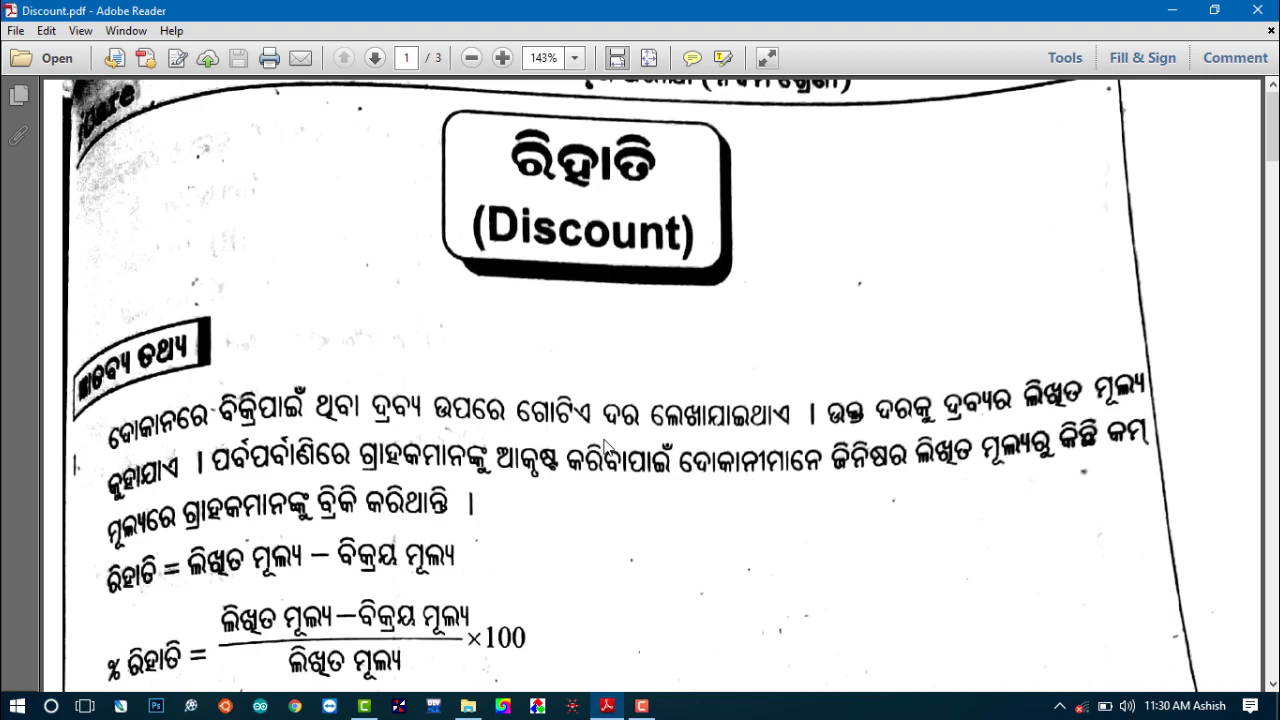 Discount.pdf - Adobe Reader
File Edit View Window Help
Open 1 / 3 143% Tools Fill & Sign Comment
ରିହାତି
(Discount)
ତଥ୍ୟ
ଦୋକାନରେ ବିକ୍ରିପାଇଁ ଥିବା ଦ୍ରବ୍ୟ ଉପରେ ଗୋଟିଏ ଦର ଲେଖାଯାଇଥାଏ । ଉକ୍ତ ଦରକୁ ଦ୍ରବ୍ୟର ଲିଖିତ ମୂଲ୍ୟ
କୁହାଯାଏ । ପର୍ବପର୍ବାଣିରେ ଗ୍ରାହକମାନଙ୍କୁ ଆକୃଷ୍ଟ କରିବାପାଇଁ ଦୋକାନୀମାନେ ଜିନିଷର ଲିଖିତ ମୂଲ୍ୟରୁ କିଛି କମ୍
ମୂଲ୍ୟରେ ଗ୍ରାହକମାନଙ୍କୁ ବ୍ରିକି କରିଥାନ୍ତି ।
ରିହାତି = ଲିଖିତ ମୂଲ୍ୟ – ବିକ୍ରୟ ମୂଲ୍ୟ
ଲିଖିତ ମୂଲ୍ୟ–ବିକ୍ରୟ ମୂଲ୍ୟ
% ରିହାତି = ×100
ଲିଖିତ ମୂଲ୍ୟ
11:30 AM Ashish